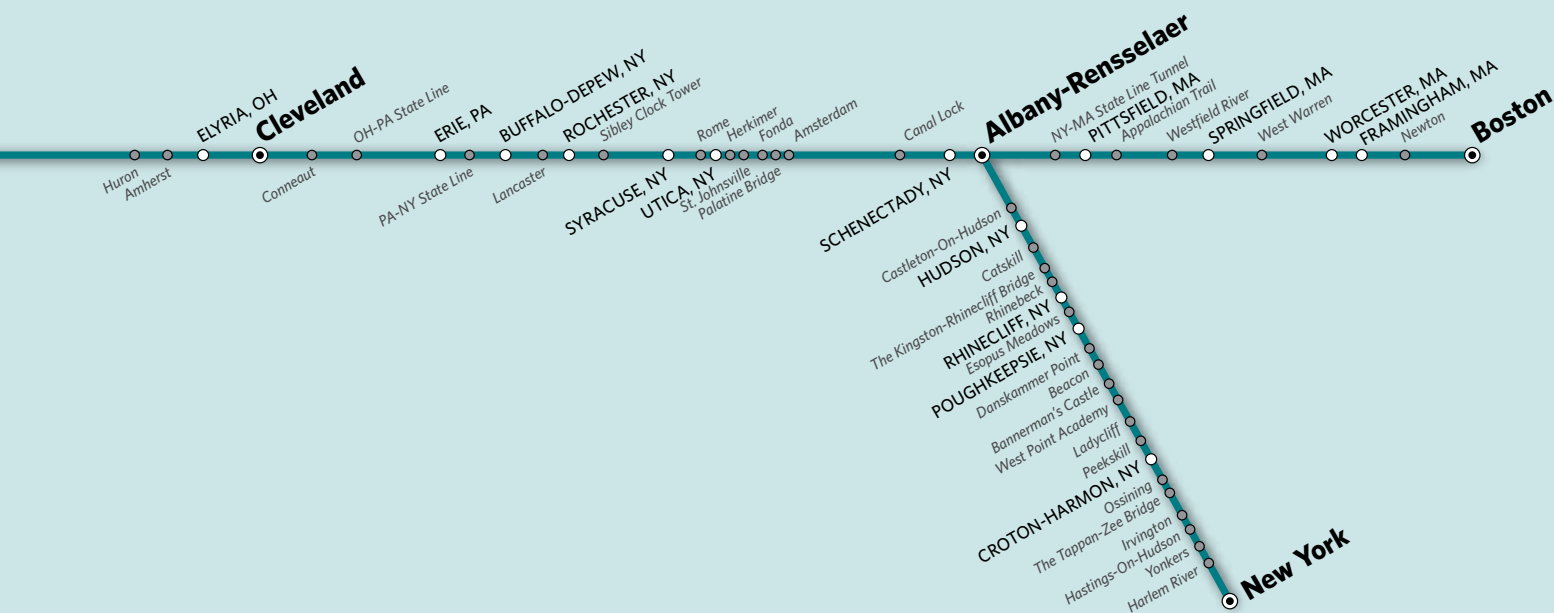 Huron
Amherst
ELYRIA, OH
Cleveland
Conneaut
OH-PA State Line
ERIE, PA
PA-NY State Line
BUFFALO-DEPEW, NY
Lancaster
ROCHESTER, NY
Sibley Clock Tower
SYRACUSE, NY
Rome
UTICA, NY
Herkimer
St. Johnsville
Fonda
Palatine Bridge
Amsterdam
Canal Lock
SCHENECTADY, NY
Albany-Rensselaer
NY-MA State Line Tunnel
PITTSFIELD, MA
Appalachian Trail
Westfield River
SPRINGFIELD, MA
West Warren
WORCESTER, MA
FRAMINGHAM, MA
Newton
Boston
Castleton-On-Hudson
HUDSON, NY
Catskill
The Kingston-Rhinecliff Bridge
Rhinebeck
RHINECLIFF, NY
Esopus Meadows
POUGHKEEPSIE, NY
Danskammer Point
Beacon
Bannerman's Castle
West Point Academy
Ladycliff
Peekskill
CROTON-HARMON, NY
Ossining
The Tappan-Zee Bridge
Irvington
Hastings-On-Hudson
Yonkers
Harlem River
New York